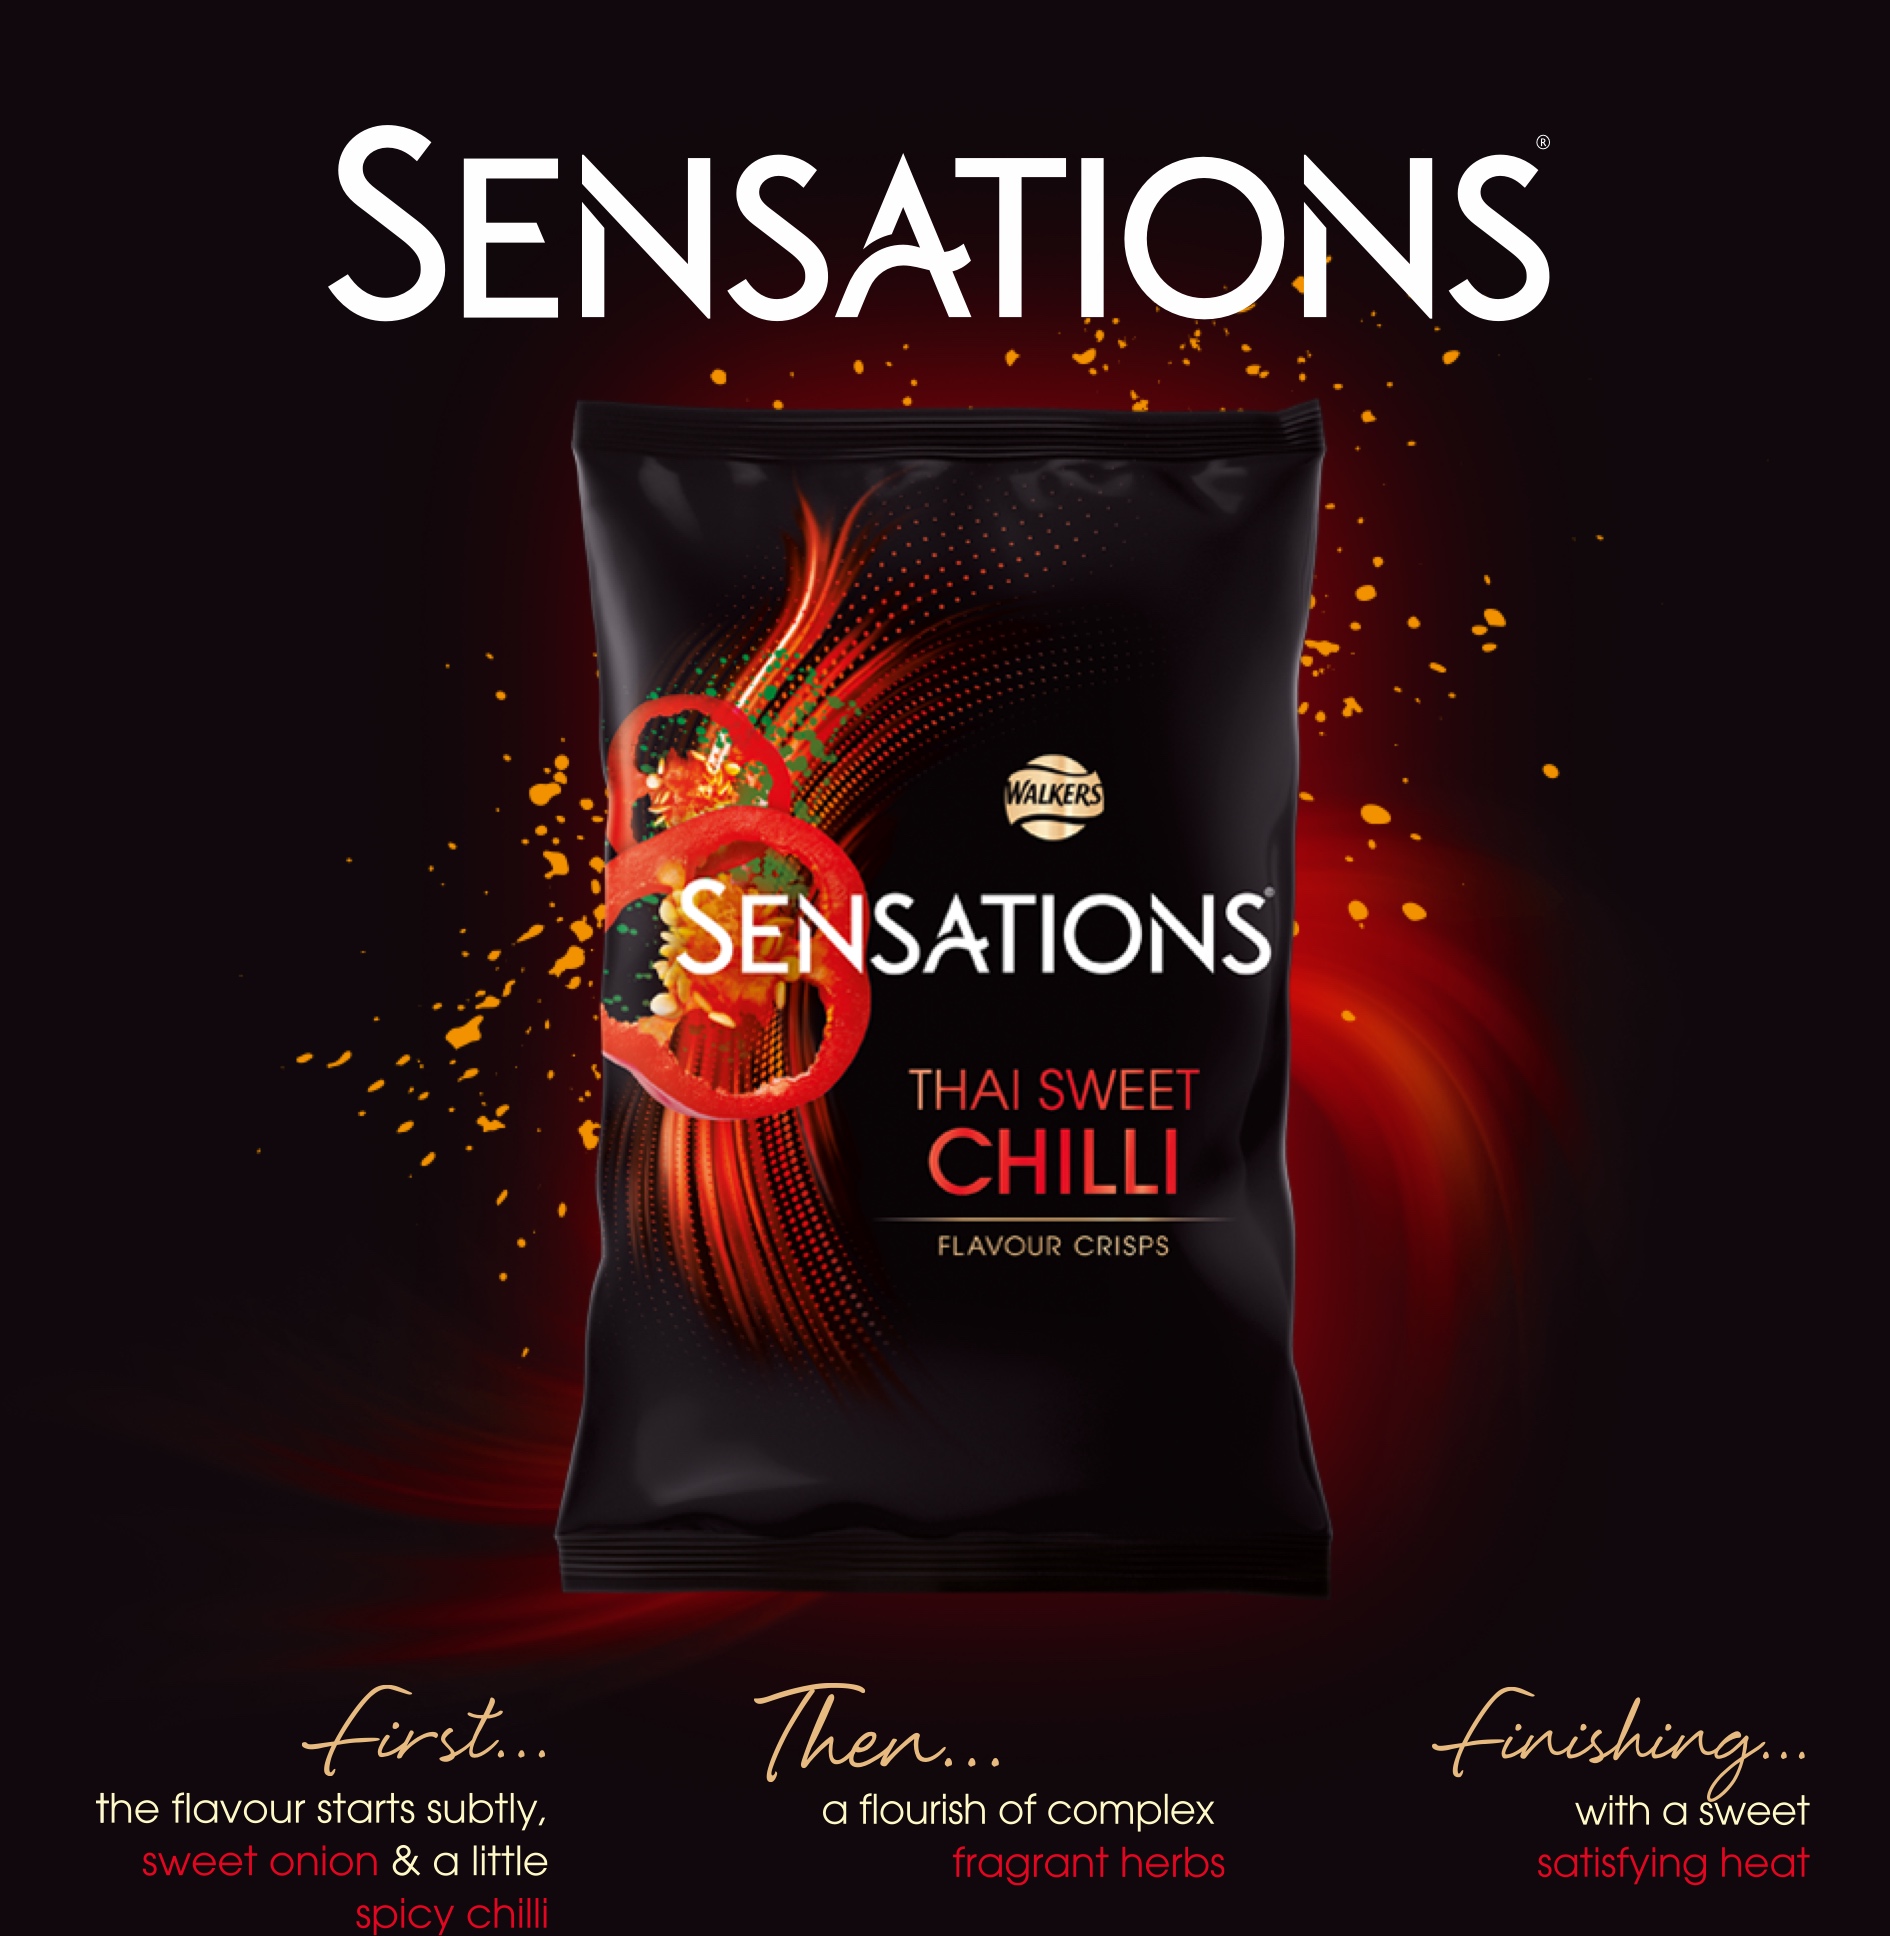 SENSATIONS®
WALKERS
SENSATIONS
THAI SWEET
CHILLI
FLAVOUR CRISPS
First...
the flavour starts subtly,
sweet onion & a little
spicy chilli
Then...
a flourish of complex
fragrant herbs
Finishing...
with a sweet
satisfying heat